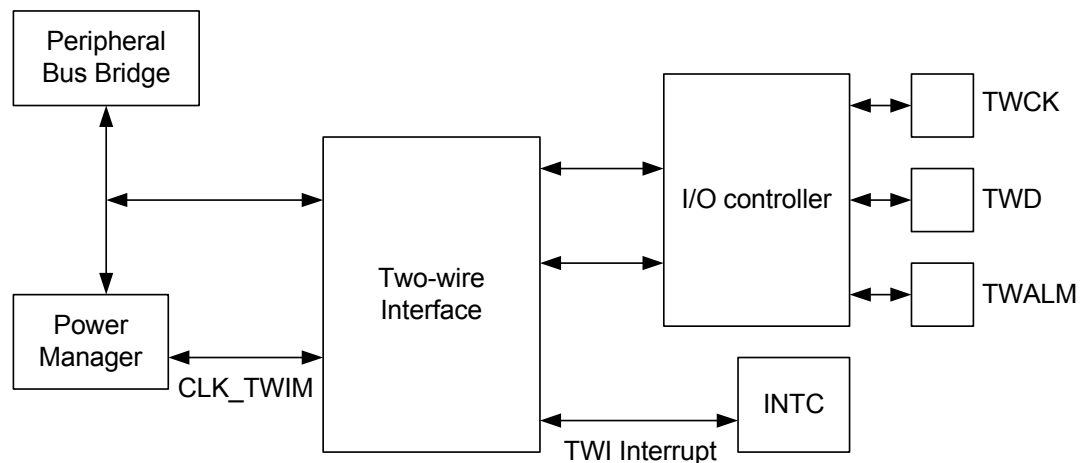 Peripheral
Bus Bridge
TWCK
I/O controller
TWD
Two-wire
Interface
TWALM
Power
Manager
CLK_TWIM
INTC
TWI Interrupt